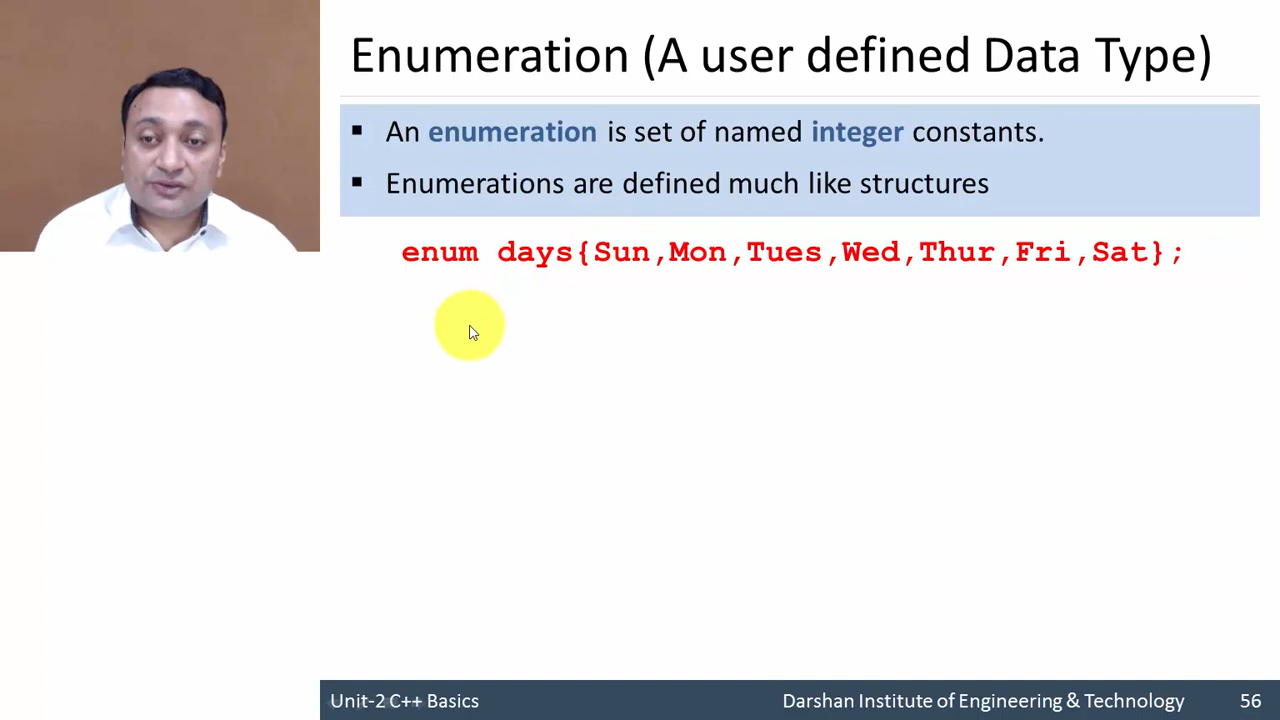 Enumeration (A user defined Data Type)
▪ An enumeration is set of named integer constants.
▪ Enumerations are defined much like structures
enum days{Sun,Mon,Tues,Wed,Thur,Fri,Sat};
Unit-2 C++ Basics Darshan Institute of Engineering & Technology 56